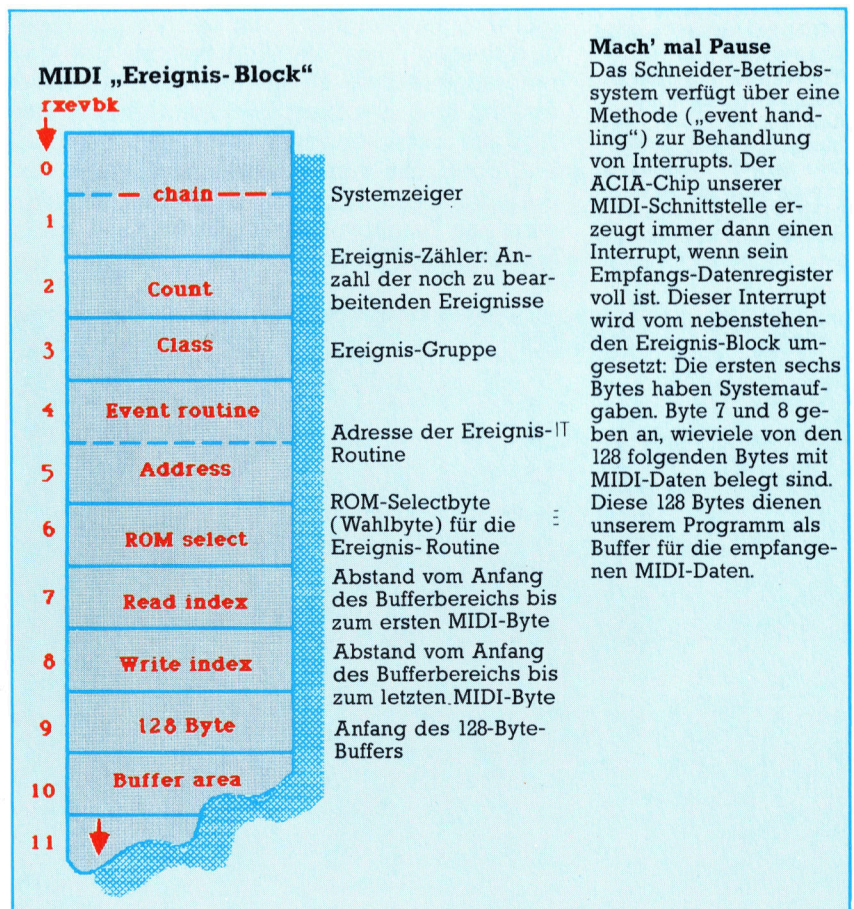 MIDI „Ereignis-Block“
rxevbk
0
chain
1
Systemzeiger
2
Count
Ereignis-Zähler: An-
zahl der noch zu bear-
beitenden Ereignisse
3
Class
Ereignis-Gruppe
4
Event routine
5
Address
Adresse der Ereignis-
Routine
6
ROM select
ROM-Selectbyte
(Wahlbyte) für die
Ereignis-Routine
7
Read index
Abstand vom Anfang
des Bufferbereichs bis
zum ersten MIDI-Byte
8
Write index
Abstand vom Anfang
des Bufferbereichs bis
zum letzten MIDI-Byte
9
128 Byte
Anfang des 128-Byte-
Buffers
10
Buffer area
11
Mach' mal Pause
Das Schneider-Betriebs-
system verfügt über eine
Methode („event hand-
ling“) zur Behandlung
von Interrupts. Der
ACIA-Chip unserer
MIDI-Schnittstelle er-
zeugt immer dann einen
Interrupt, wenn sein
Empfangs-Datenregister
voll ist. Dieser Interrupt
wird vom nebenstehen-
den Ereignis-Block um-
gesetzt: Die ersten sechs
Bytes haben Systemauf-
gaben. Byte 7 und 8 ge-
ben an, wieviele von den
128 folgenden Bytes mit
MIDI-Daten belegt sind.
Diese 128 Bytes dienen
unserem Programm als
Buffer für die empfange-
nen MIDI-Daten.